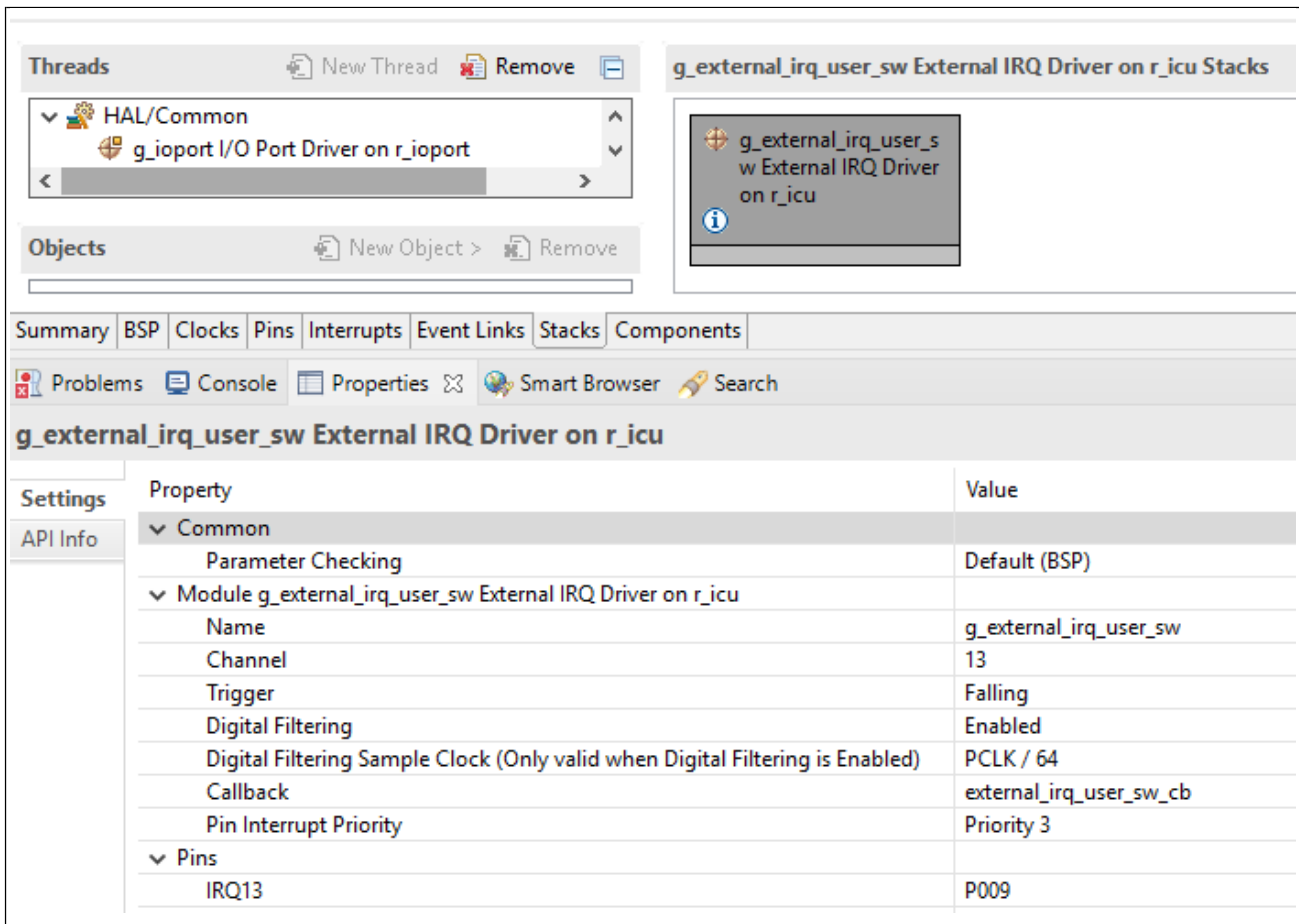 Threads New Thread Remove
HAL/Common
g_ioport I/O Port Driver on r_ioport
Objects New Object > Remove
g_external_irq_user_sw External IRQ Driver on r_icu Stacks
g_external_irq_user_s
w External IRQ Driver
on r_icu
Summary BSP Clocks Pins Interrupts Event Links Stacks Components
Problems Console Properties Smart Browser Search
g_external_irq_user_sw External IRQ Driver on r_icu
Settings
API Info
Property Value
Common
Parameter Checking Default (BSP)
Module g_external_irq_user_sw External IRQ Driver on r_icu
Name g_external_irq_user_sw
Channel 13
Trigger Falling
Digital Filtering Enabled
Digital Filtering Sample Clock (Only valid when Digital Filtering is Enabled) PCLK / 64
Callback external_irq_user_sw_cb
Pin Interrupt Priority Priority 3
Pins
IRQ13 P009